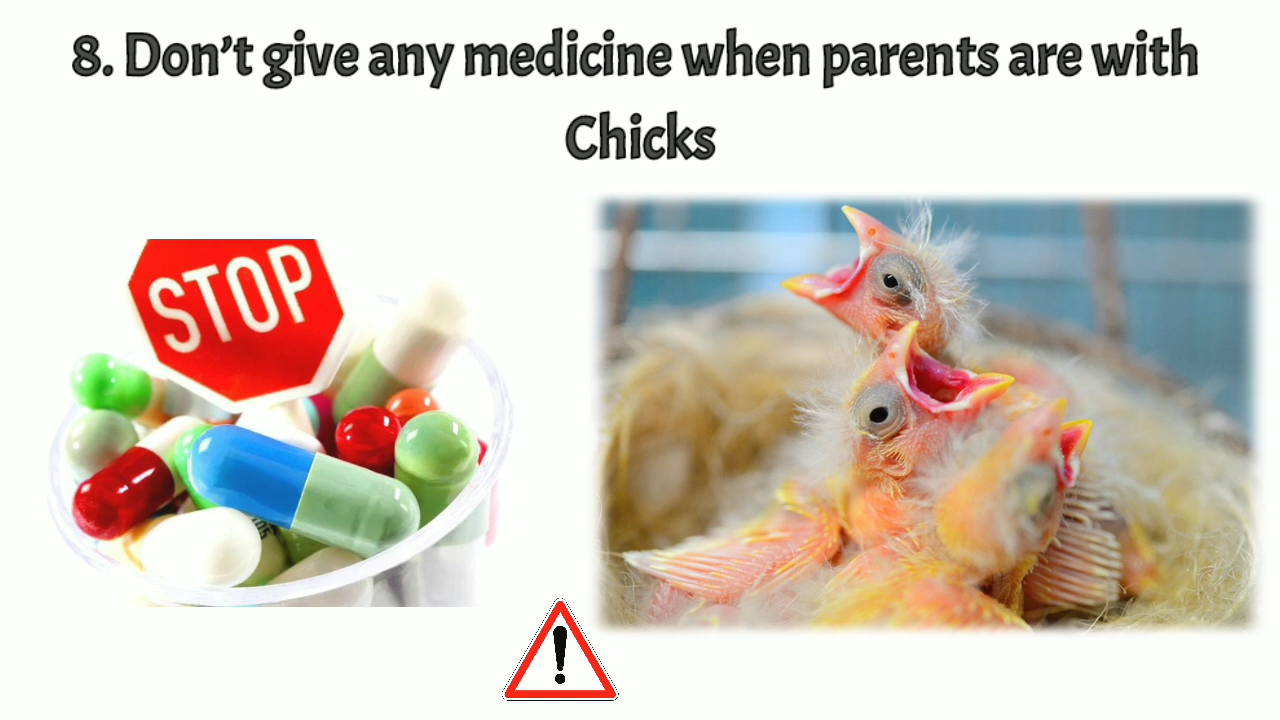 8. Don’t give any medicine when parents are with
Chicks
STOP